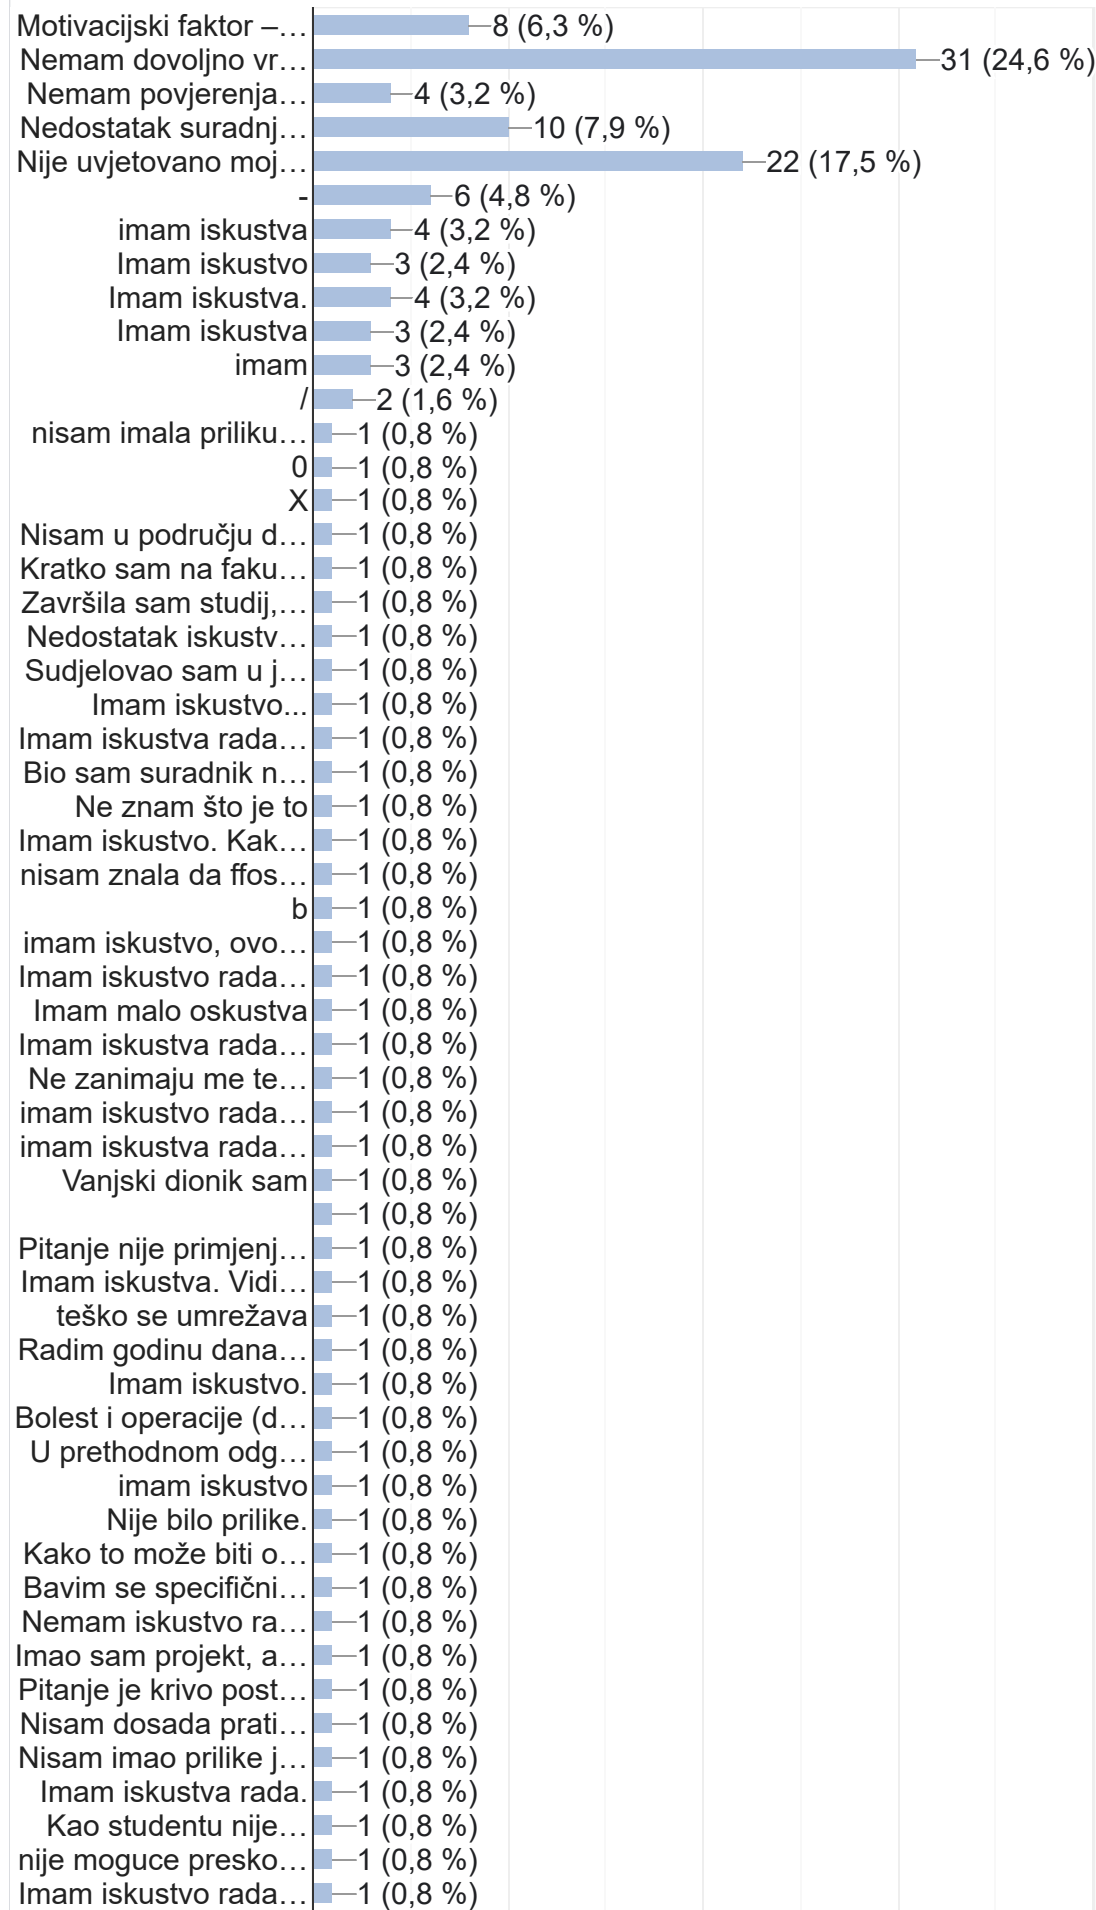 Motivacijski faktor –… 8 (6,3 %)
Nemam dovoljno vr… 31 (24,6 %)
Nemam povjerenja… 4 (3,2 %)
Nedostatak suradnj… 10 (7,9 %)
Nije uvjetovano moj… 22 (17,5 %)
- 6 (4,8 %)
imam iskustva 4 (3,2 %)
Imam iskustvo 3 (2,4 %)
Imam iskustva. 4 (3,2 %)
Imam iskustva 3 (2,4 %)
imam 3 (2,4 %)
/ 2 (1,6 %)
nisam imala priliku… 1 (0,8 %)
0 1 (0,8 %)
X 1 (0,8 %)
Nisam u području d… 1 (0,8 %)
Kratko sam na faku… 1 (0,8 %)
Završila sam studij,… 1 (0,8 %)
Nedostatak iskustv… 1 (0,8 %)
Sudjelovao sam u j… 1 (0,8 %)
Imam iskustvo... 1 (0,8 %)
Imam iskustva rada… 1 (0,8 %)
Bio sam suradnik n… 1 (0,8 %)
Ne znam što je to 1 (0,8 %)
Imam iskustvo. Kak… 1 (0,8 %)
nisam znala da ffos… 1 (0,8 %)
b 1 (0,8 %)
imam iskustvo, ovo… 1 (0,8 %)
Imam iskustvo rada… 1 (0,8 %)
Imam malo oskustva 1 (0,8 %)
Imam iskustva rada… 1 (0,8 %)
Ne zanimaju me te… 1 (0,8 %)
imam iskustvo rada… 1 (0,8 %)
imam iskustva rada… 1 (0,8 %)
Vanjski dionik sam 1 (0,8 %)
1 (0,8 %)
Pitanje nije primjenj… 1 (0,8 %)
Imam iskustva. Vidi… 1 (0,8 %)
teško se umrežava 1 (0,8 %)
Radim godinu dana… 1 (0,8 %)
Imam iskustvo. 1 (0,8 %)
Bolest i operacije (d… 1 (0,8 %)
U prethodnom odg… 1 (0,8 %)
imam iskustvo 1 (0,8 %)
Nije bilo prilike. 1 (0,8 %)
Kako to može biti o… 1 (0,8 %)
Bavim se specifični… 1 (0,8 %)
Nemam iskustvo ra… 1 (0,8 %)
Imao sam projekt, a… 1 (0,8 %)
Pitanje je krivo post… 1 (0,8 %)
Nisam dosada prati… 1 (0,8 %)
Nisam imao prilike j… 1 (0,8 %)
Imam iskustva rada. 1 (0,8 %)
Kao studentu nije… 1 (0,8 %)
nije moguce presko… 1 (0,8 %)
Imam iskustvo rada… 1 (0,8 %)